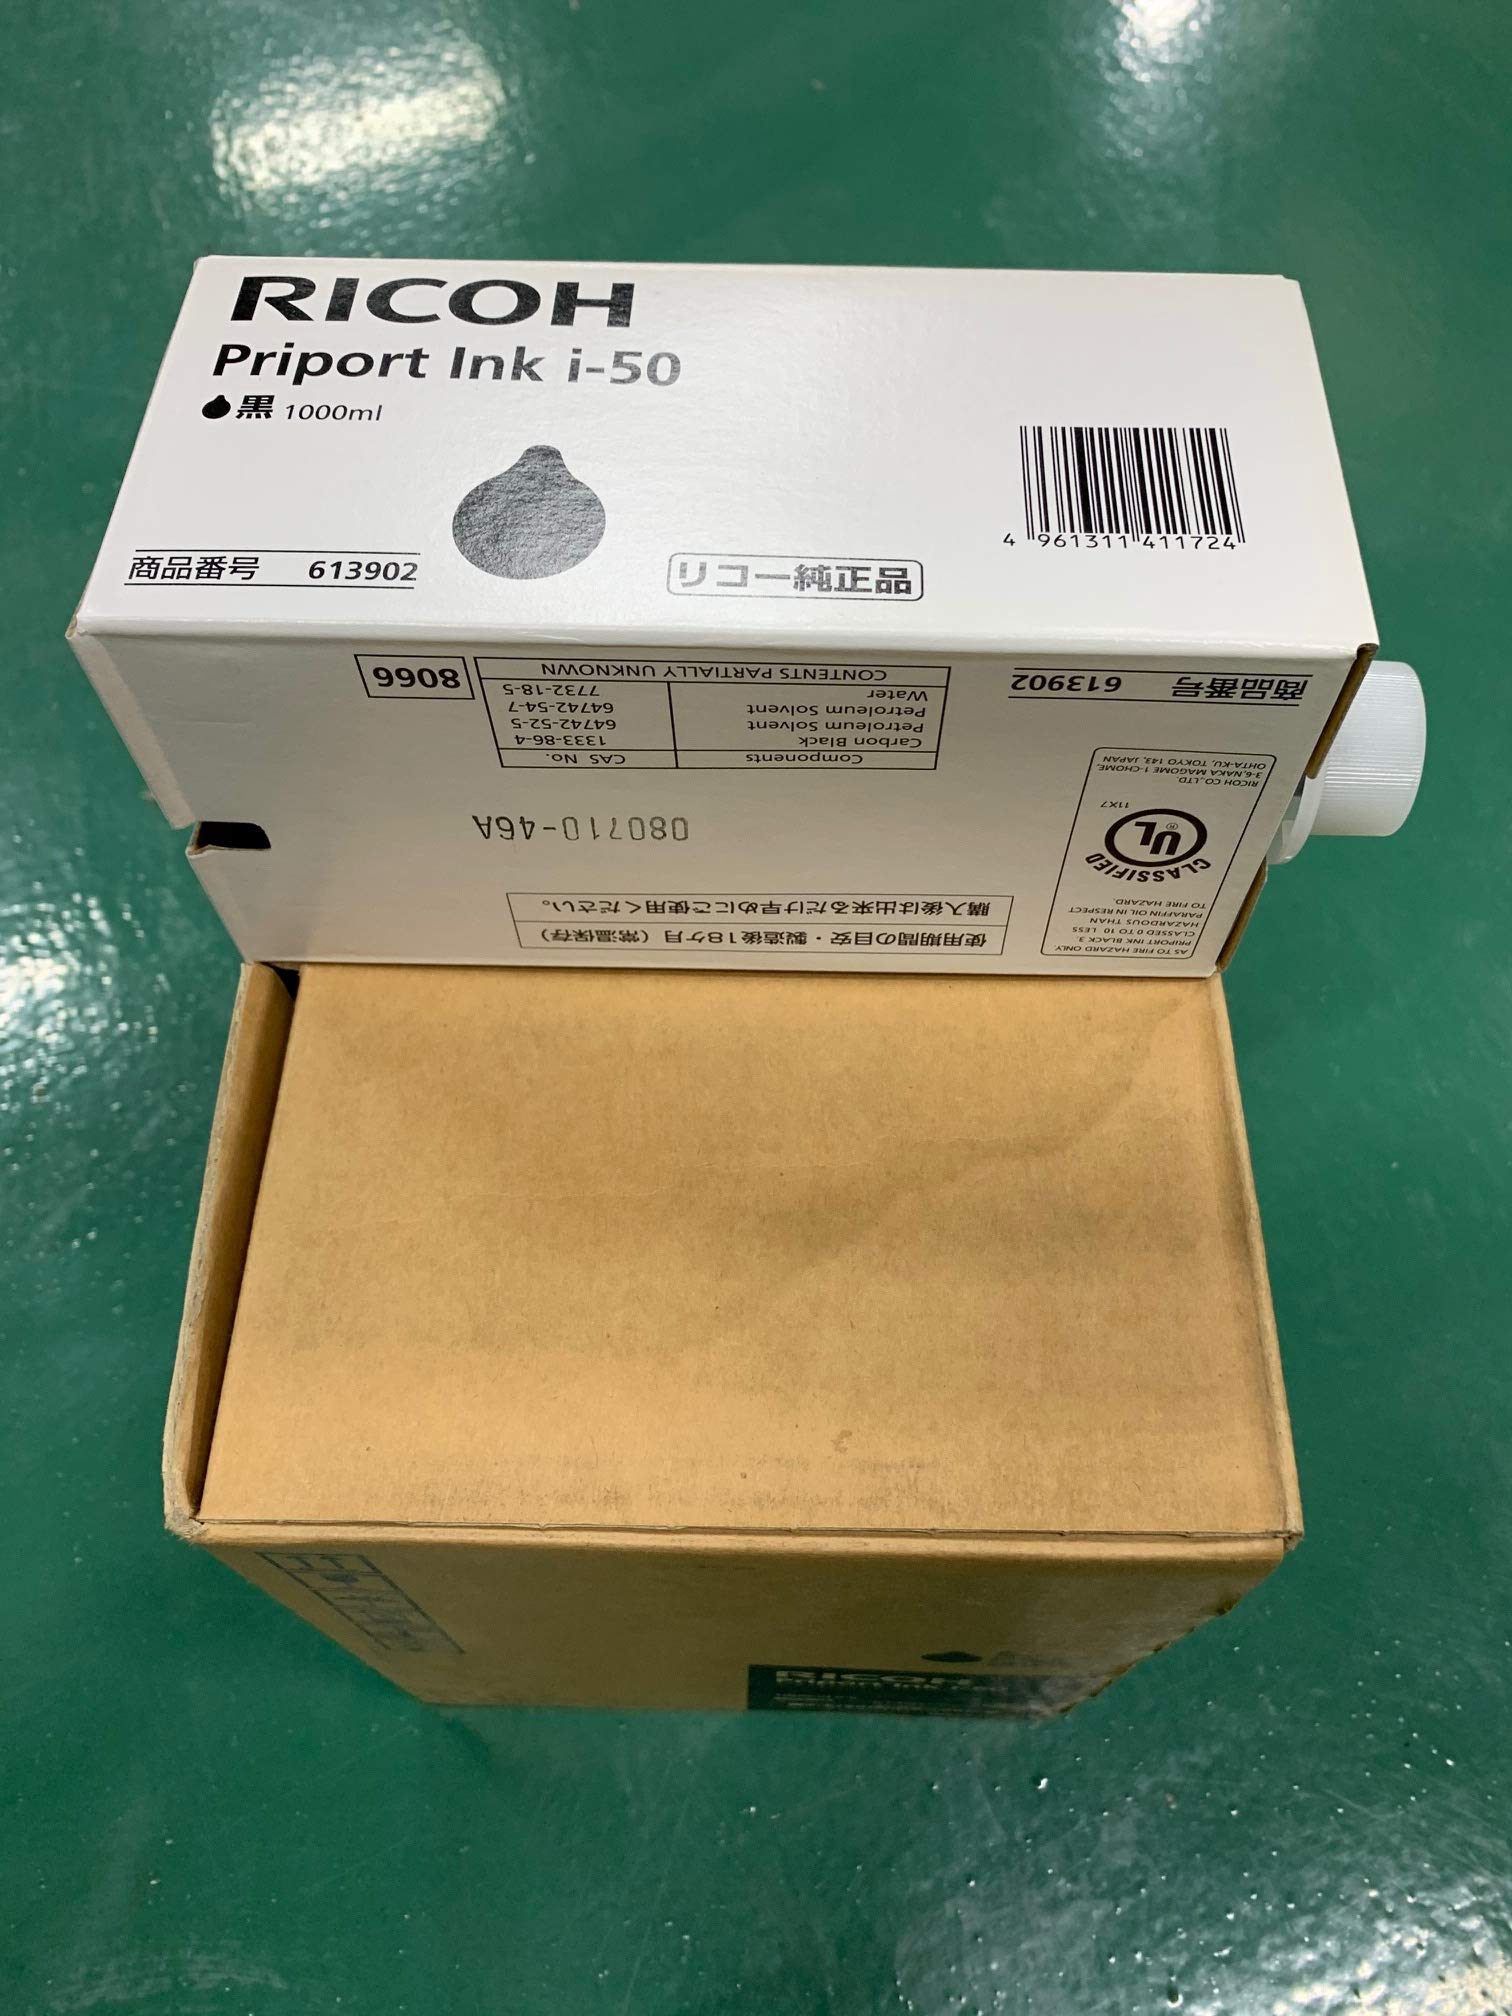 RICOH
Priport Ink i-50
黒 1000ml
4 961311 411724
商品番号 613902
リコー純正品
商品番号 613902
RICOH CO.,LTD.
3-6,NAKA MAGOME 1-CHOME,
OHTA-KU, TOKYO 143, JAPAN
11X7
UL ®
CLASSIFIED
AS TO FIRE HAZARD ONLY.
PRIPORT INK BLACK 3.
CLASSED 0 TO 10 LESS
HAZARDOUS THAN
PARAFFIN OIL IN RESPECT
TO FIRE HAZARD.
使用期間の目安・製造後18ケ月（常温保存）
購入後は出来るだけ早めにご使用ください。
080710-46A
Components CAS No.
Carbon Black 1333-86-4
Petroleum Solvent 64742-52-5
Petroleum Solvent 64742-54-7
Water 7732-18-5
CONTENTS PARTIALLY UNKNOWN
8066
RICOH